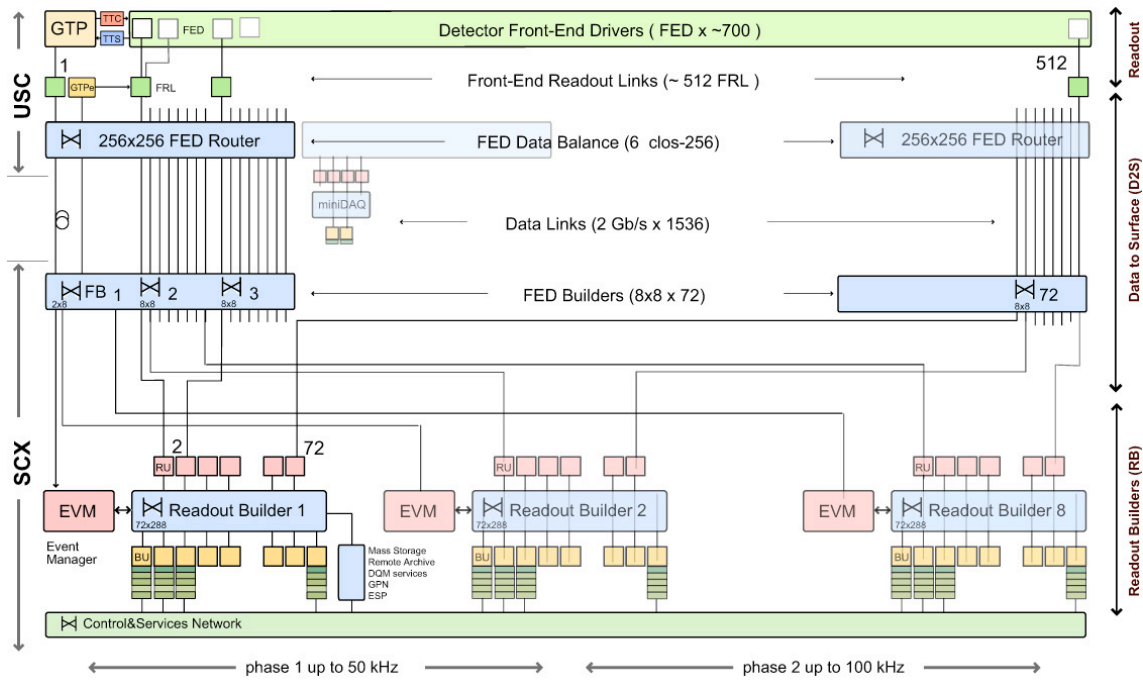 GTP
TTC
TTS
FED
Detector Front-End Drivers ( FED x ~700 )
1
GTPe
FRL
Front-End Readout Links (~ 512 FRL )
512
256x256 FED Router
FED Data Balance (6 clos-256)
256x256 FED Router
miniDAQ
Data Links (2 Gb/s x 1536)
FB 1
2x8
2
8x8
3
8x8
FED Builders (8x8 x 72)
72
8x8
2
72
RU
RU
RU
EVM
Readout Builder 1
72x288
EVM
Readout Builder 2
72x288
EVM
Readout Builder 8
72x288
Event
Manager
BU
Mass Storage
Remote Archive
DQM services
GPN
ESP
BU
BU
Control&Services Network
phase 1 up to 50 kHz
phase 2 up to 100 kHz
USC
SCX
Readout
Data to Surface (D2S)
Readout Builders (RB)